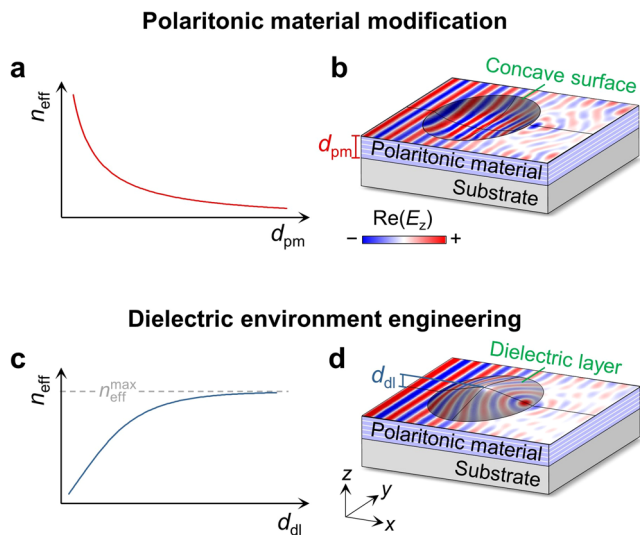 Polaritonic material modification
a
n_eff
d_pm
b
Concave surface
d_pm
Polaritonic material
Substrate
Re(E_z)
− +
Dielectric environment engineering
c
n_eff
n_eff^max
d_dl
d
Dielectric layer
d_dl
Polaritonic material
Substrate
z
y
x